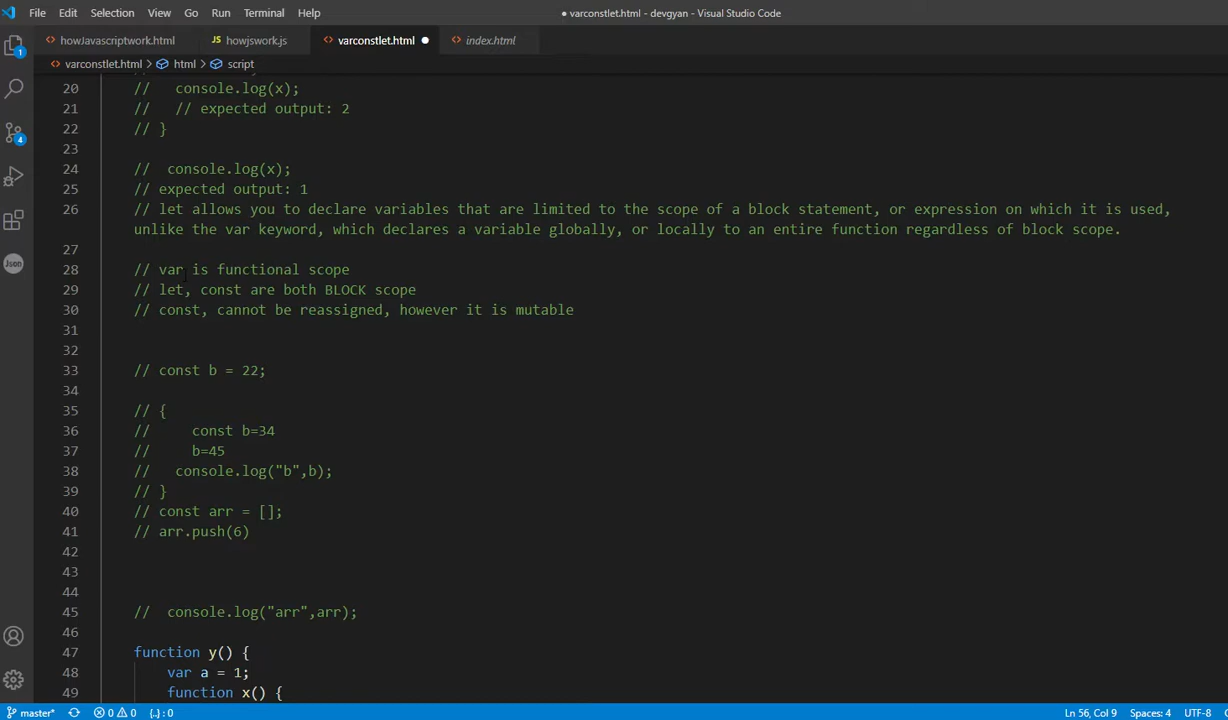 File Edit Selection View Go Run Terminal Help ● varconstlet.html - devgyan - Visual Studio Code
howJavascriptwork.html JS howjswork.js varconstlet.html ● index.html
varconstlet.html > html > script
20 // console.log(x);
21 // // expected output: 2
22 // }
23
24 // console.log(x);
25 // expected output: 1
26 // let allows you to declare variables that are limited to the scope of a block statement, or expression on which it is used,
unlike the var keyword, which declares a variable globally, or locally to an entire function regardless of block scope.
27
28 // var is functional scope
29 // let, const are both BLOCK scope
30 // const, cannot be reassigned, however it is mutable
31
32
33 // const b = 22;
34
35 // {
36 // const b=34
37 // b=45
38 // console.log("b",b);
39 // }
40 // const arr = [];
41 // arr.push(6)
42
43
44
45 // console.log("arr",arr);
46
47 function y() {
48 var a = 1;
49 function x() {
1
4
Json
master* 0 0 {..} : 0 Ln 56, Col 9 Spaces: 4 UTF-8